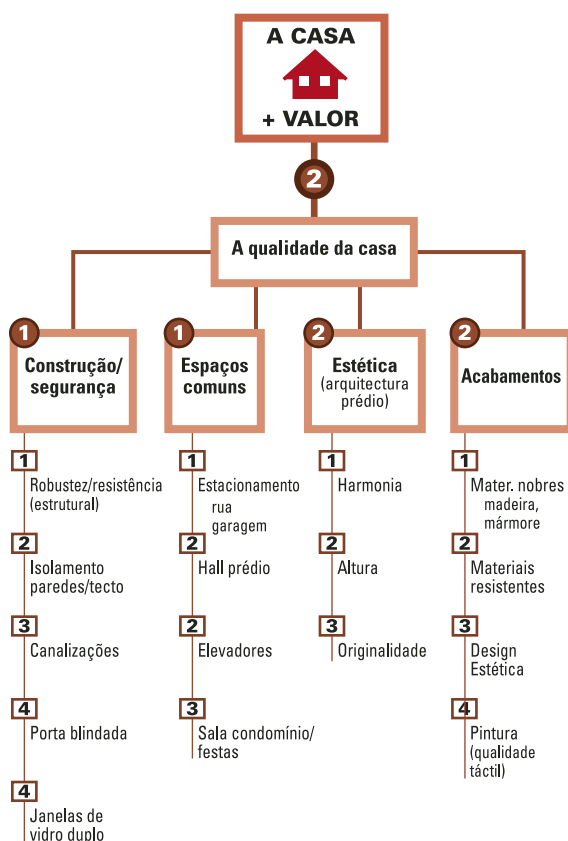 A CASA
+ VALOR
2
A qualidade da casa
1
Construção/
segurança
1
Robustez/resistência
(estrutural)
2
Isolamento
paredes/tecto
3
Canalizações
4
Porta blindada
4
Janelas de
vidro duplo
1
Espaços
comuns
1
Estacionamento
rua
garagem
2
Hall prédio
2
Elevadores
3
Sala condomínio/
festas
2
Estética
(arquitectura
prédio)
1
Harmonia
2
Altura
3
Originalidade
2
Acabamentos
1
Mater. nobres
madeira,
mármore
2
Materiais
resistentes
3
Design
Estética
4
Pintura
(qualidade
táctil)